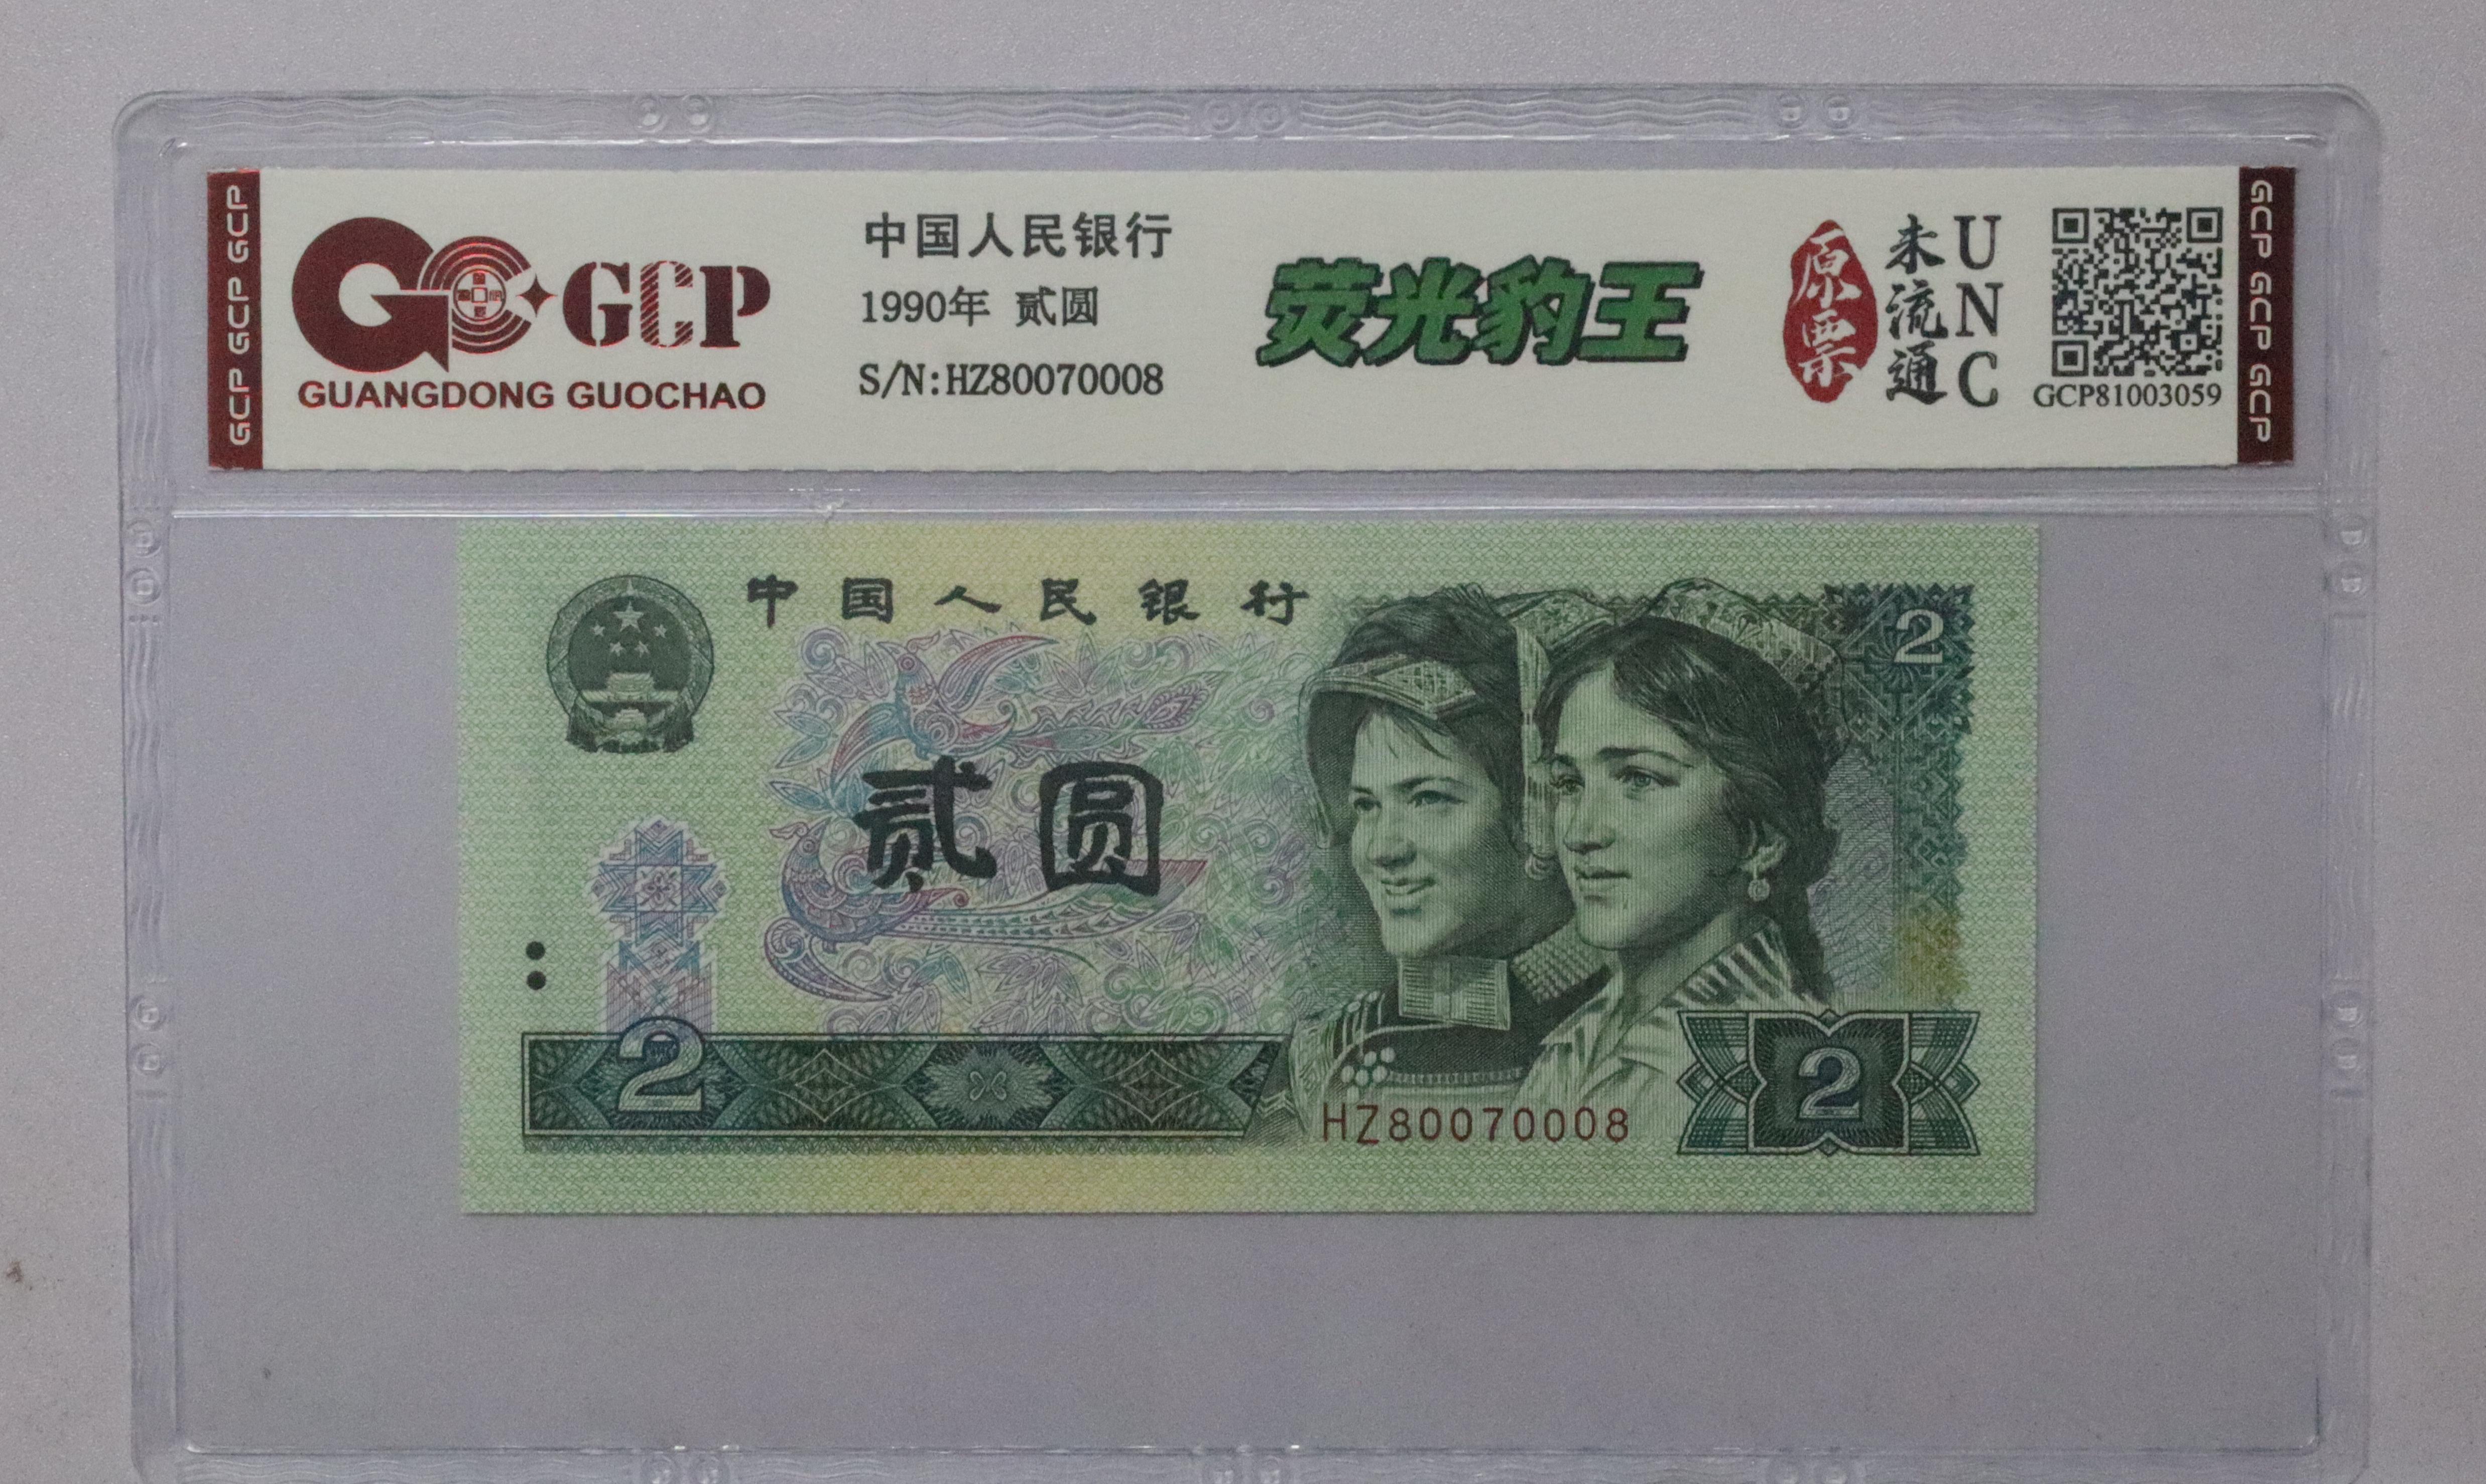 GCP GCP GCP
GCP
GUANGDONG GUOCHAO
中国人民银行
1990年 贰圆
S/N:HZ80070008
荧光豹王
原票
未流通
UNC
GCP81003059
GCP GCP GCP
中国人民银行
2
贰圆
2
HZ80070008
2